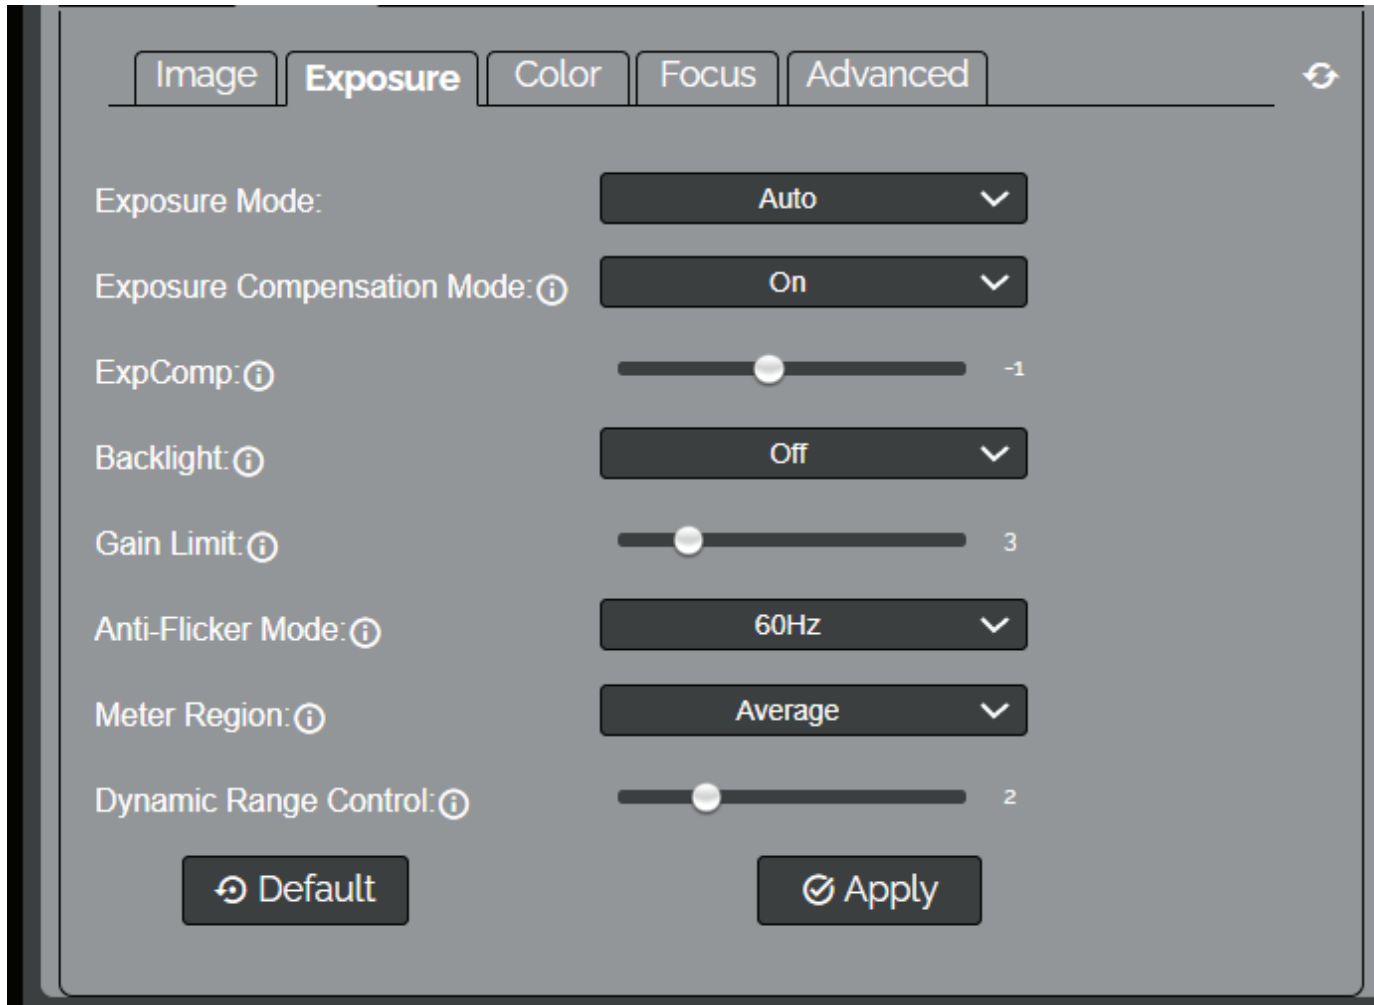 Image Exposure Color Focus Advanced
Exposure Mode: Auto
Exposure Compensation Mode: On
ExpComp: -1
Backlight: Off
Gain Limit: 3
Anti-Flicker Mode: 60Hz
Meter Region: Average
Dynamic Range Control: 2
Default Apply